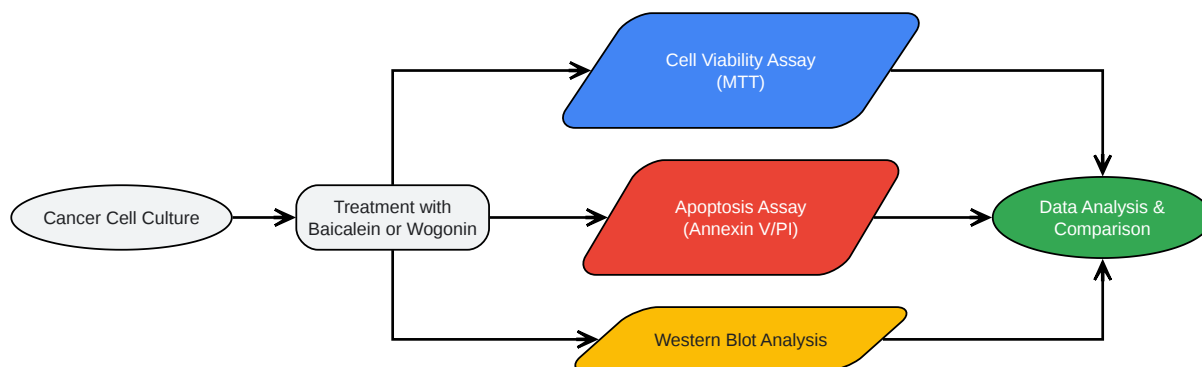 Cell Viability Assay
(MTT)
Cancer Cell Culture
Treatment with
Baicalein or Wogonin
Apoptosis Assay
(Annexin V/PI)
Data Analysis &
Comparison
Western Blot Analysis